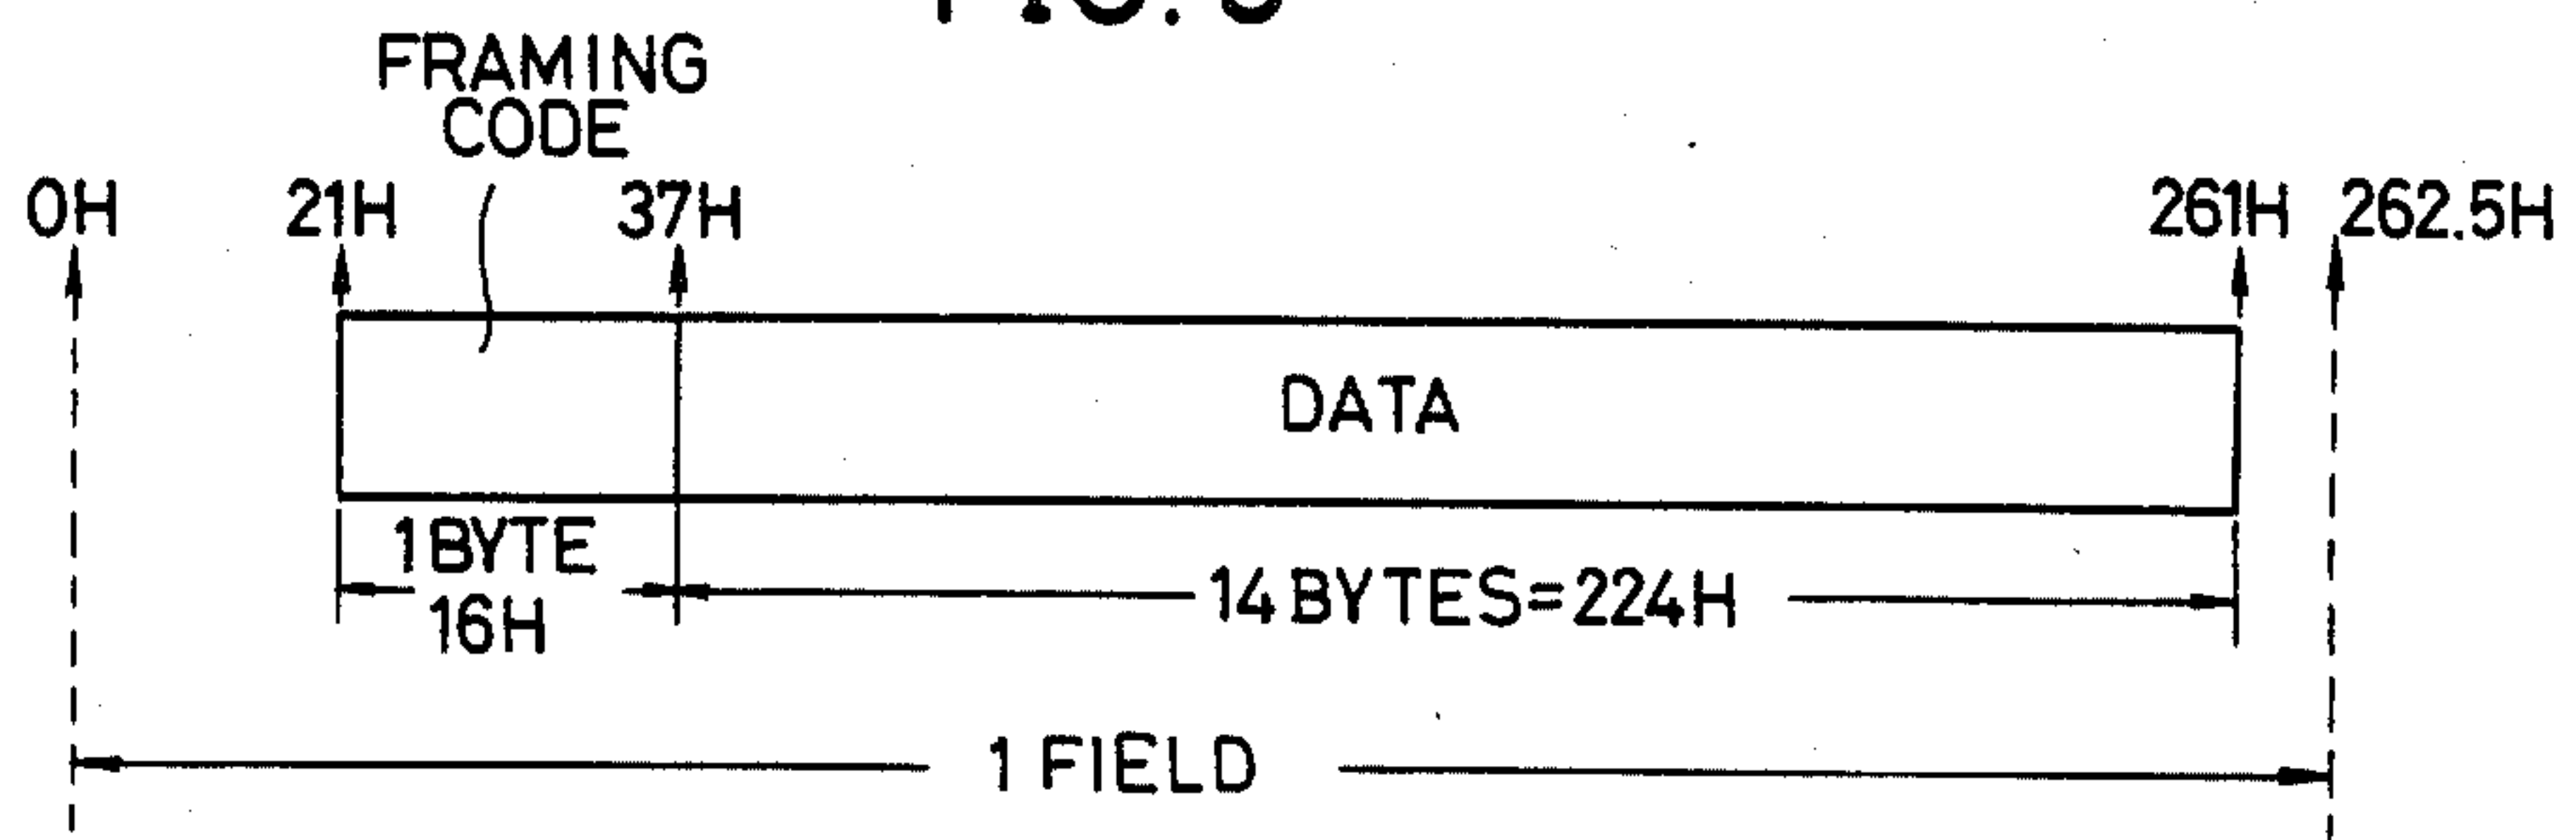 FRAMING
CODE
0H 21H 37H 261H 262.5H
DATA
1 BYTE
16H
14 BYTES=224H
1 FIELD